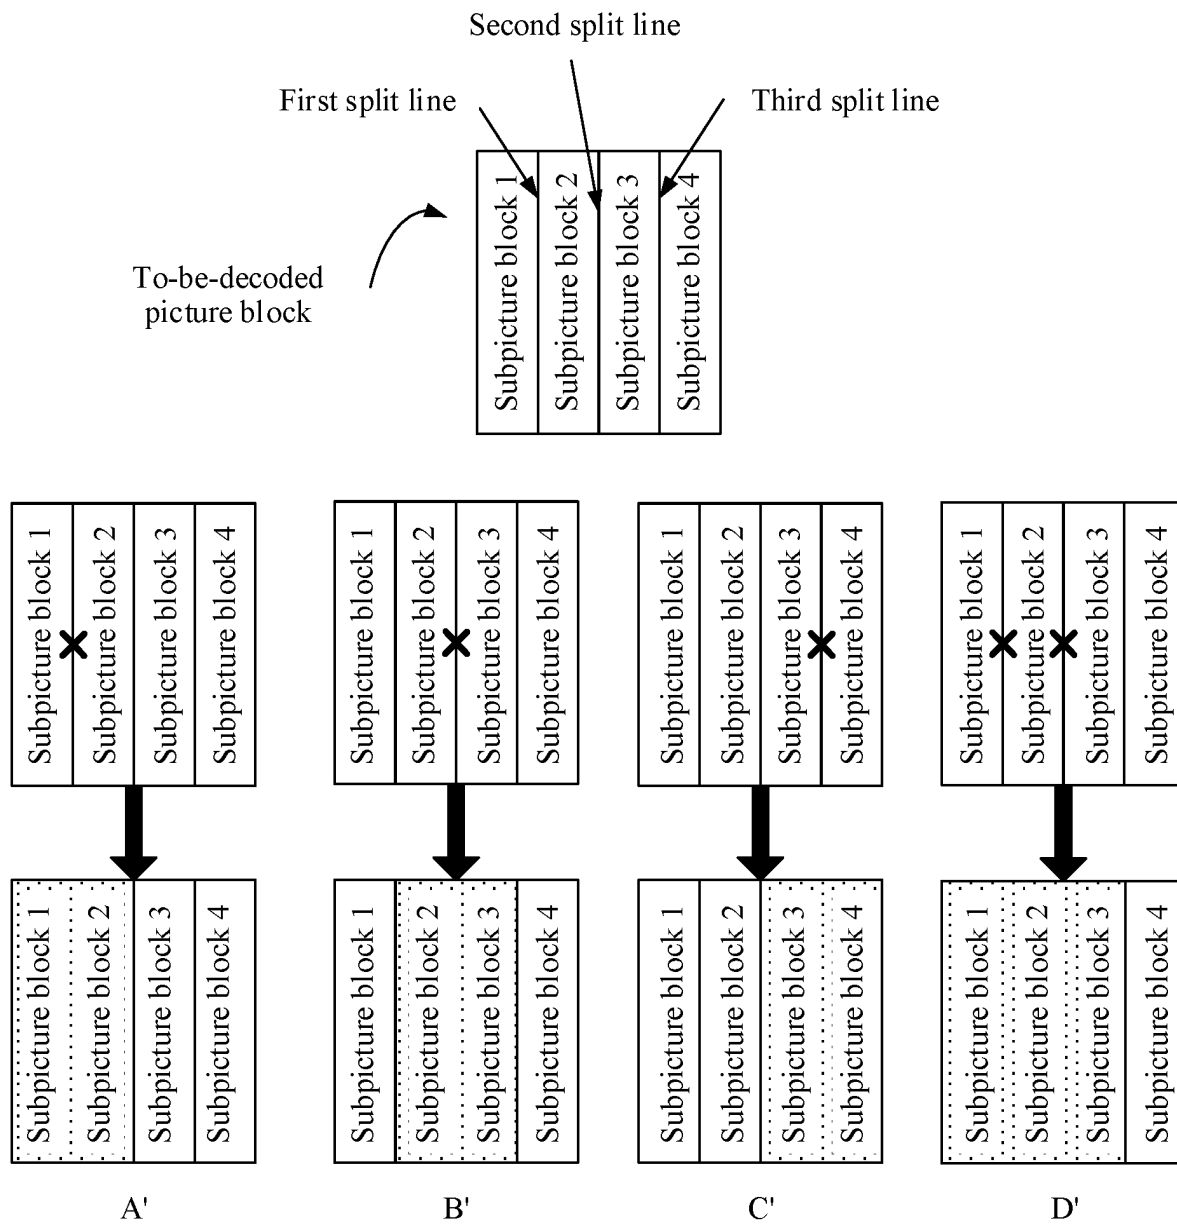 Second split line
First split line
Third split line
Subpicture block 1
Subpicture block 2
Subpicture block 3
Subpicture block 4
To-be-decoded
picture block
Subpicture block 1
Subpicture block 2
Subpicture block 3
Subpicture block 4
Subpicture block 1
Subpicture block 2
Subpicture block 3
Subpicture block 4
Subpicture block 1
Subpicture block 2
Subpicture block 3
Subpicture block 4
Subpicture block 1
Subpicture block 2
Subpicture block 3
Subpicture block 4
Subpicture block 1
Subpicture block 2
Subpicture block 3
Subpicture block 4
Subpicture block 1
Subpicture block 2
Subpicture block 3
Subpicture block 4
Subpicture block 1
Subpicture block 2
Subpicture block 3
Subpicture block 4
Subpicture block 1
Subpicture block 2
Subpicture block 3
Subpicture block 4
A'
B'
C'
D'